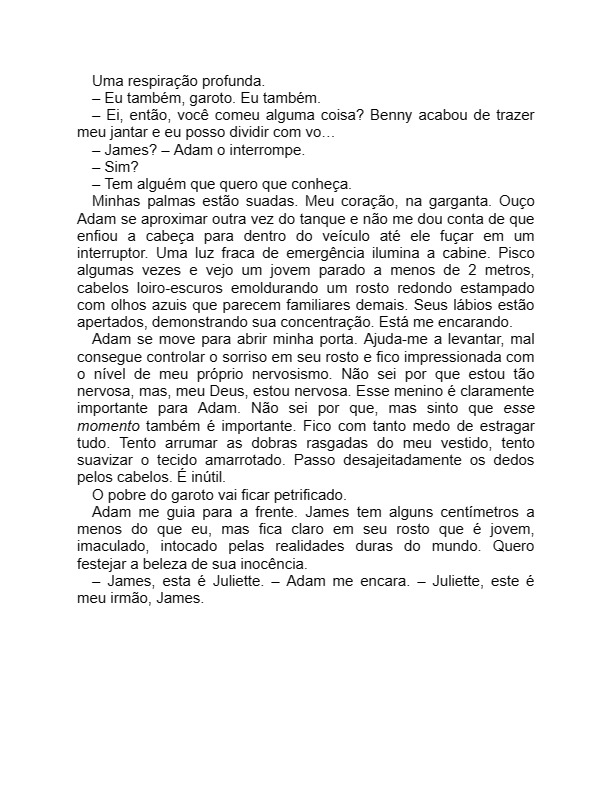 Uma respiração profunda.
– Eu também, garoto. Eu também.
– Ei, então, você comeu alguma coisa? Benny acabou de trazer
meu jantar e eu posso dividir com vo…
– James? – Adam o interrompe.
– Sim?
– Tem alguém que quero que conheça.
Minhas palmas estão suadas. Meu coração, na garganta. Ouço
Adam se aproximar outra vez do tanque e não me dou conta de que
enfiou a cabeça para dentro do veículo até ele fuçar em um
interruptor. Uma luz fraca de emergência ilumina a cabine. Pisco
algumas vezes e vejo um jovem parado a menos de 2 metros,
cabelos loiro-escuros emoldurando um rosto redondo estampado
com olhos azuis que parecem familiares demais. Seus lábios estão
apertados, demonstrando sua concentração. Está me encarando.
Adam se move para abrir minha porta. Ajuda-me a levantar, mal
consegue controlar o sorriso em seu rosto e fico impressionada com
o nível de meu próprio nervosismo. Não sei por que estou tão
nervosa, mas, meu Deus, estou nervosa. Esse menino é claramente
importante para Adam. Não sei por que, mas sinto que esse
momento também é importante. Fico com tanto medo de estragar
tudo. Tento arrumar as dobras rasgadas do meu vestido, tento
suavizar o tecido amarrotado. Passo desajeitadamente os dedos
pelos cabelos. É inútil.
O pobre do garoto vai ficar petrificado.
Adam me guia para a frente. James tem alguns centímetros a
menos do que eu, mas fica claro em seu rosto que é jovem,
imaculado, intocado pelas realidades duras do mundo. Quero
festejar a beleza de sua inocência.
– James, esta é Juliette. – Adam me encara. – Juliette, este é
meu irmão, James.